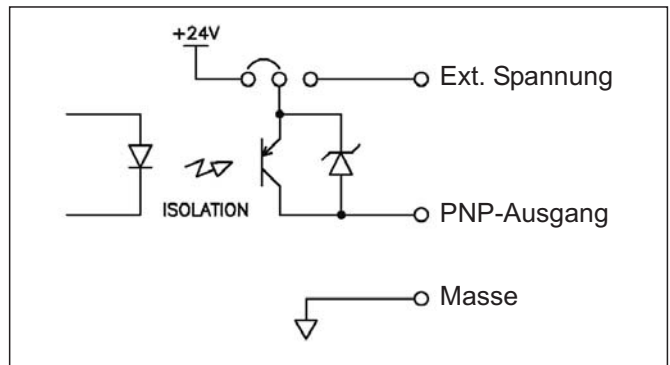 +24V
Ext. Spannung
ISOLATION
PNP-Ausgang
Masse